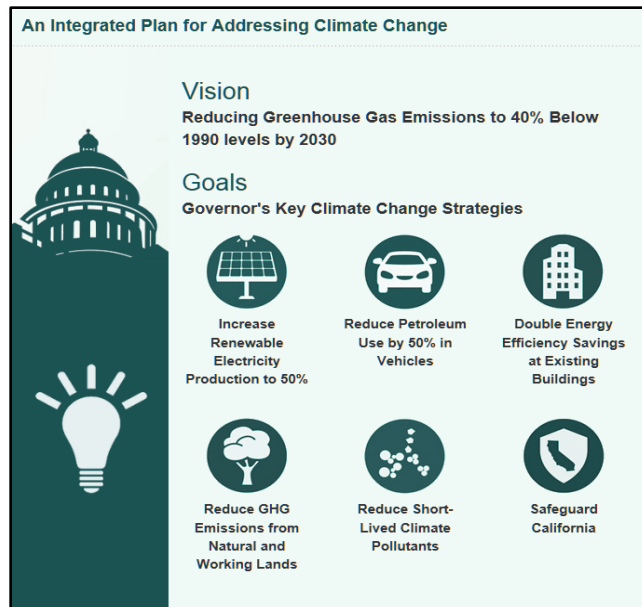 An Integrated Plan for Addressing Climate Change
Vision
Reducing Greenhouse Gas Emissions to 40% Below
1990 levels by 2030
Goals
Governor's Key Climate Change Strategies
Increase
Renewable
Electricity
Production to 50%
Reduce Petroleum
Use by 50% in
Vehicles
Double Energy
Efficiency Savings
at Existing
Buildings
Reduce GHG
Emissions from
Natural and
Working Lands
Reduce Short-
Lived Climate
Pollutants
Safeguard
California